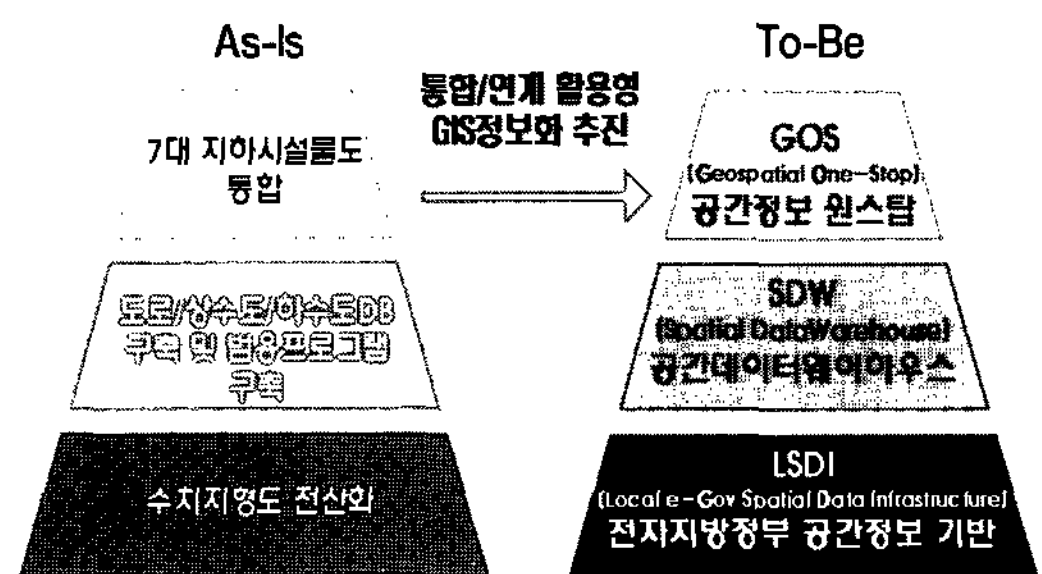 As-Is
7대 지하시설물도
통합
도로/상수도/하수도DB
구축 및 범용프로그램
구축
수치지형도 전산화
통합/연계 활용형
GIS정보화 추진
To-Be
GOS
(Geospatial One-Stop)
공간정보 원스탑
SDW
(Spatial DataWarehouse)
공간데이터웨어하우스
LSDI
(Local e-Gov Spatial Data Infrastructure)
전자지방정부 공간정보 기반